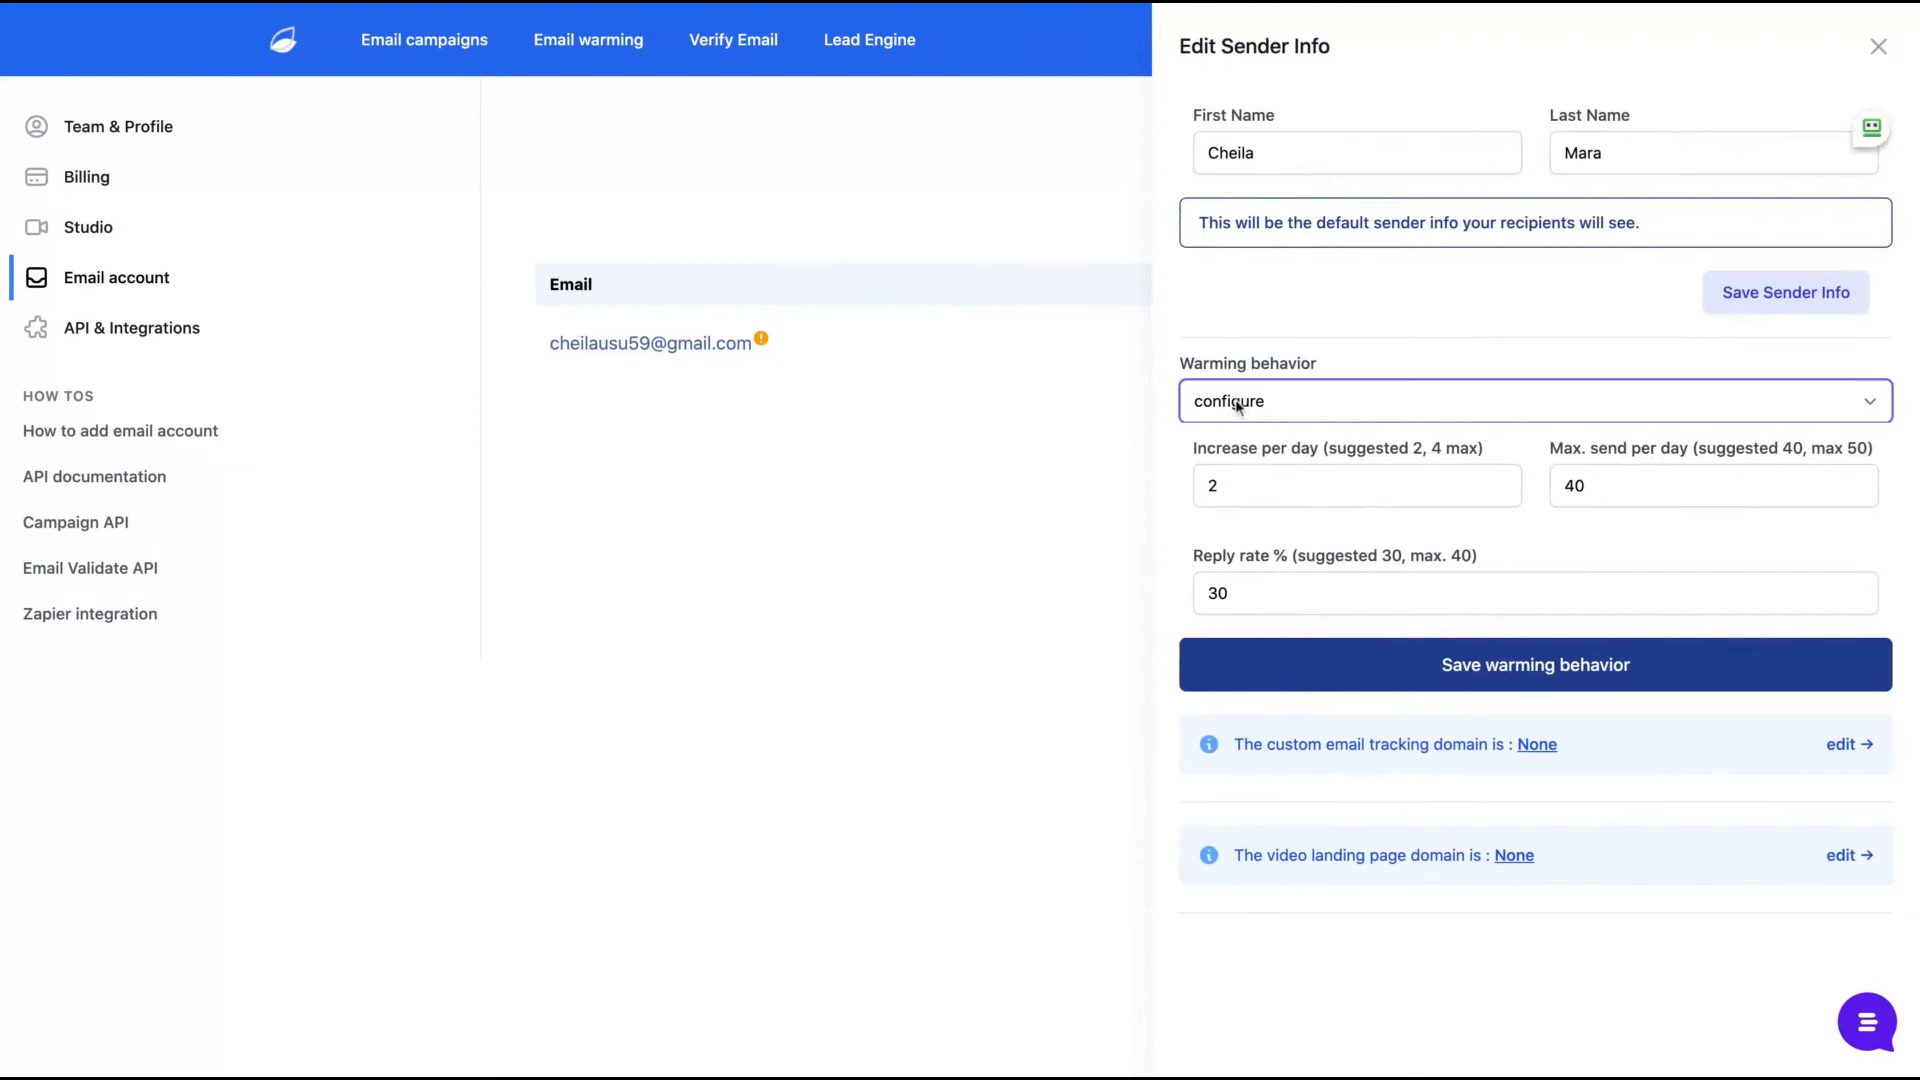 Email campaigns
Email warming
Verify Email
Lead Engine
Team & Profile
Billing
Studio
Email account
API & Integrations
HOW TOS
How to add email account
API documentation
Campaign API
Email Validate API
Zapier integration
Email
cheilausu59@gmail.com
Edit Sender Info
First Name
Last Name
Cheila
Mara
This will be the default sender info your recipients will see.
Save Sender Info
Warming behavior
configure
Increase per day (suggested 2, 4 max)
Max. send per day (suggested 40, max 50)
2
40
Reply rate % (suggested 30, max. 40)
30
Save warming behavior
The custom email tracking domain is : None
edit →
The video landing page domain is : None
edit →